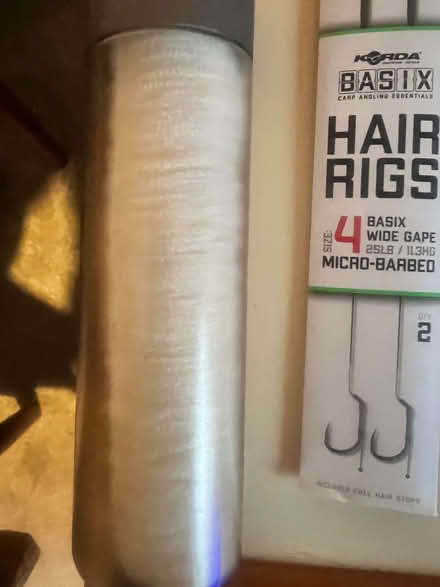 KORDA
BASIX
CARP ANGLING ESSENTIALS
HAIR
RIGS
SIZE: 4 BASIX
WIDE GAPE
25LB / 11.3KG
MICRO-BARBED
QTY
2
INCLUDES FREE HAIR STOPS